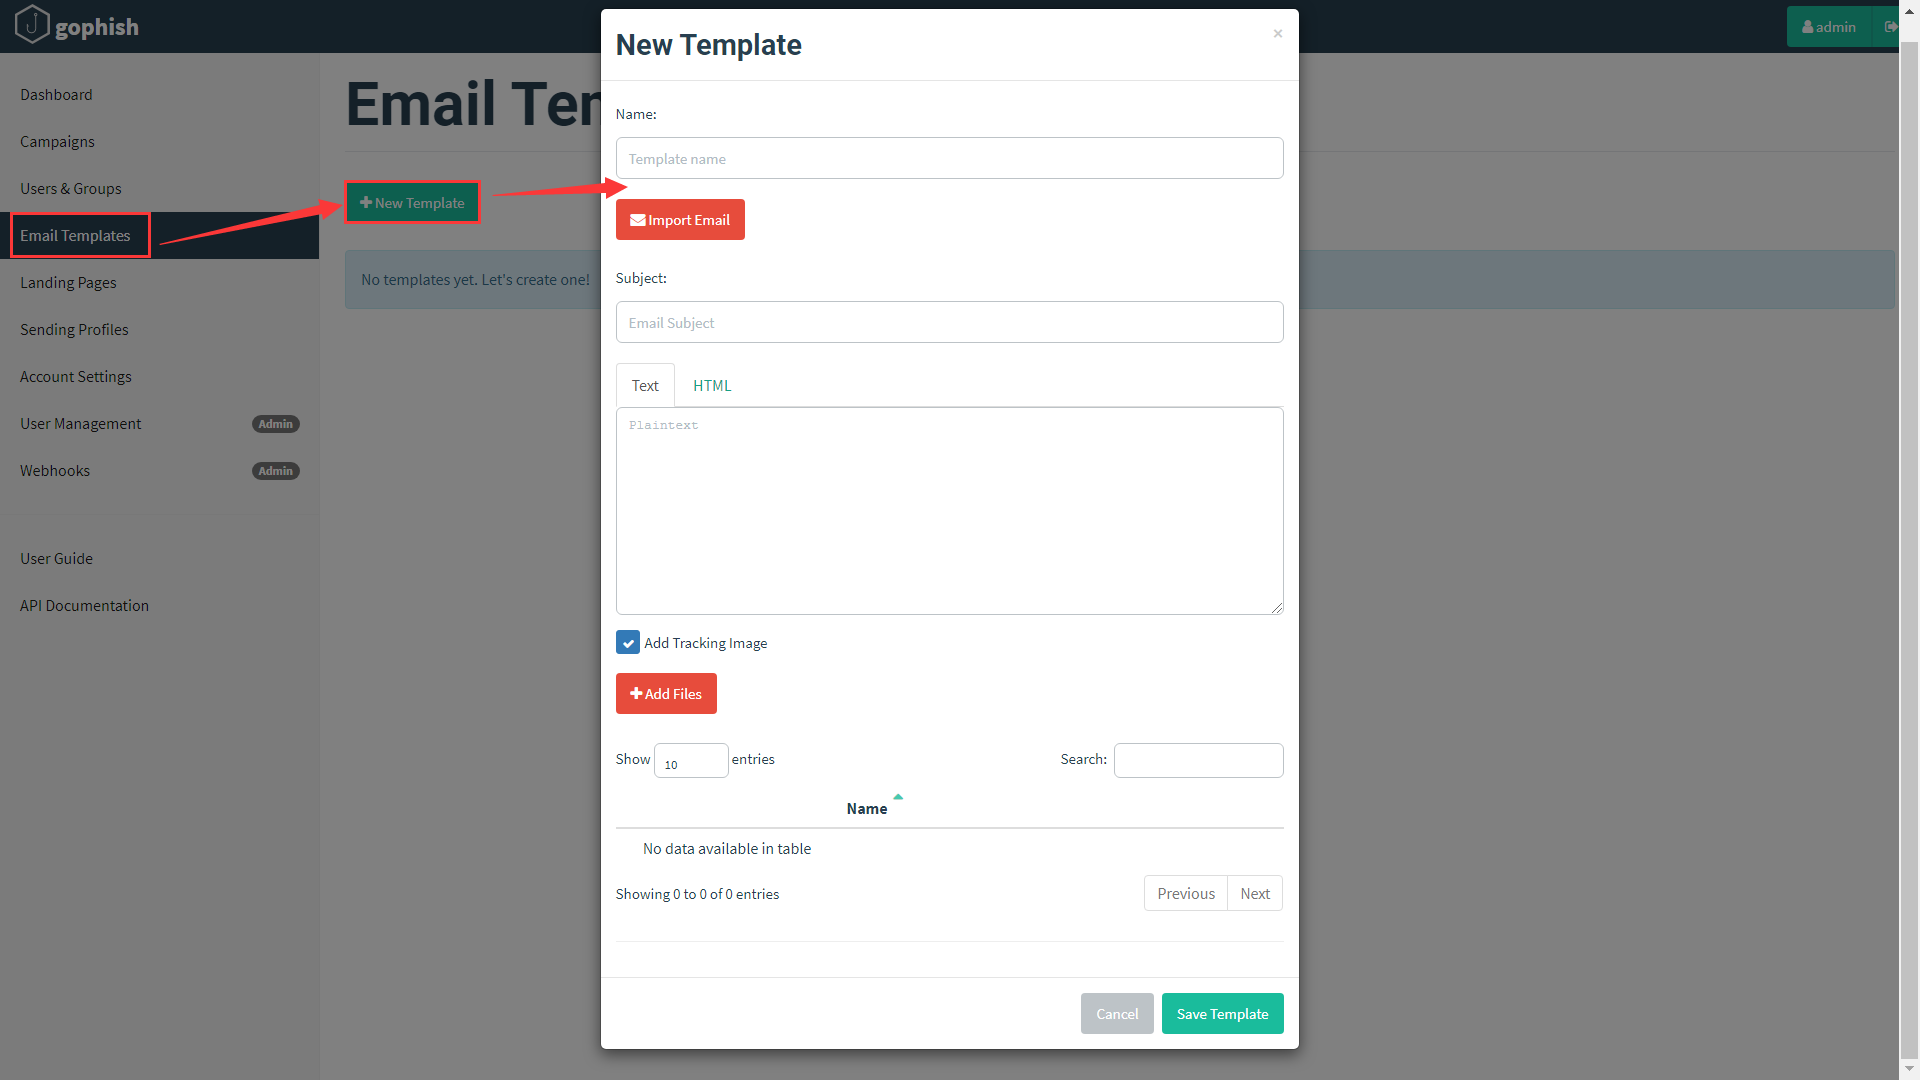 gophish
admin
Dashboard
Campaigns
Users & Groups
Email Templates
Landing Pages
Sending Profiles
Account Settings
User Management Admin
Webhooks Admin
User Guide
API Documentation
Email Ten
New Template
No templates yet. Let's create one!
New Template
×
Name:
Template name
Import Email
Subject:
Email Subject
Text HTML
Plaintext
Add Tracking Image
Add Files
Show 10 entries Search:
Name
No data available in table
Showing 0 to 0 of 0 entries
Previous Next
Cancel Save Template